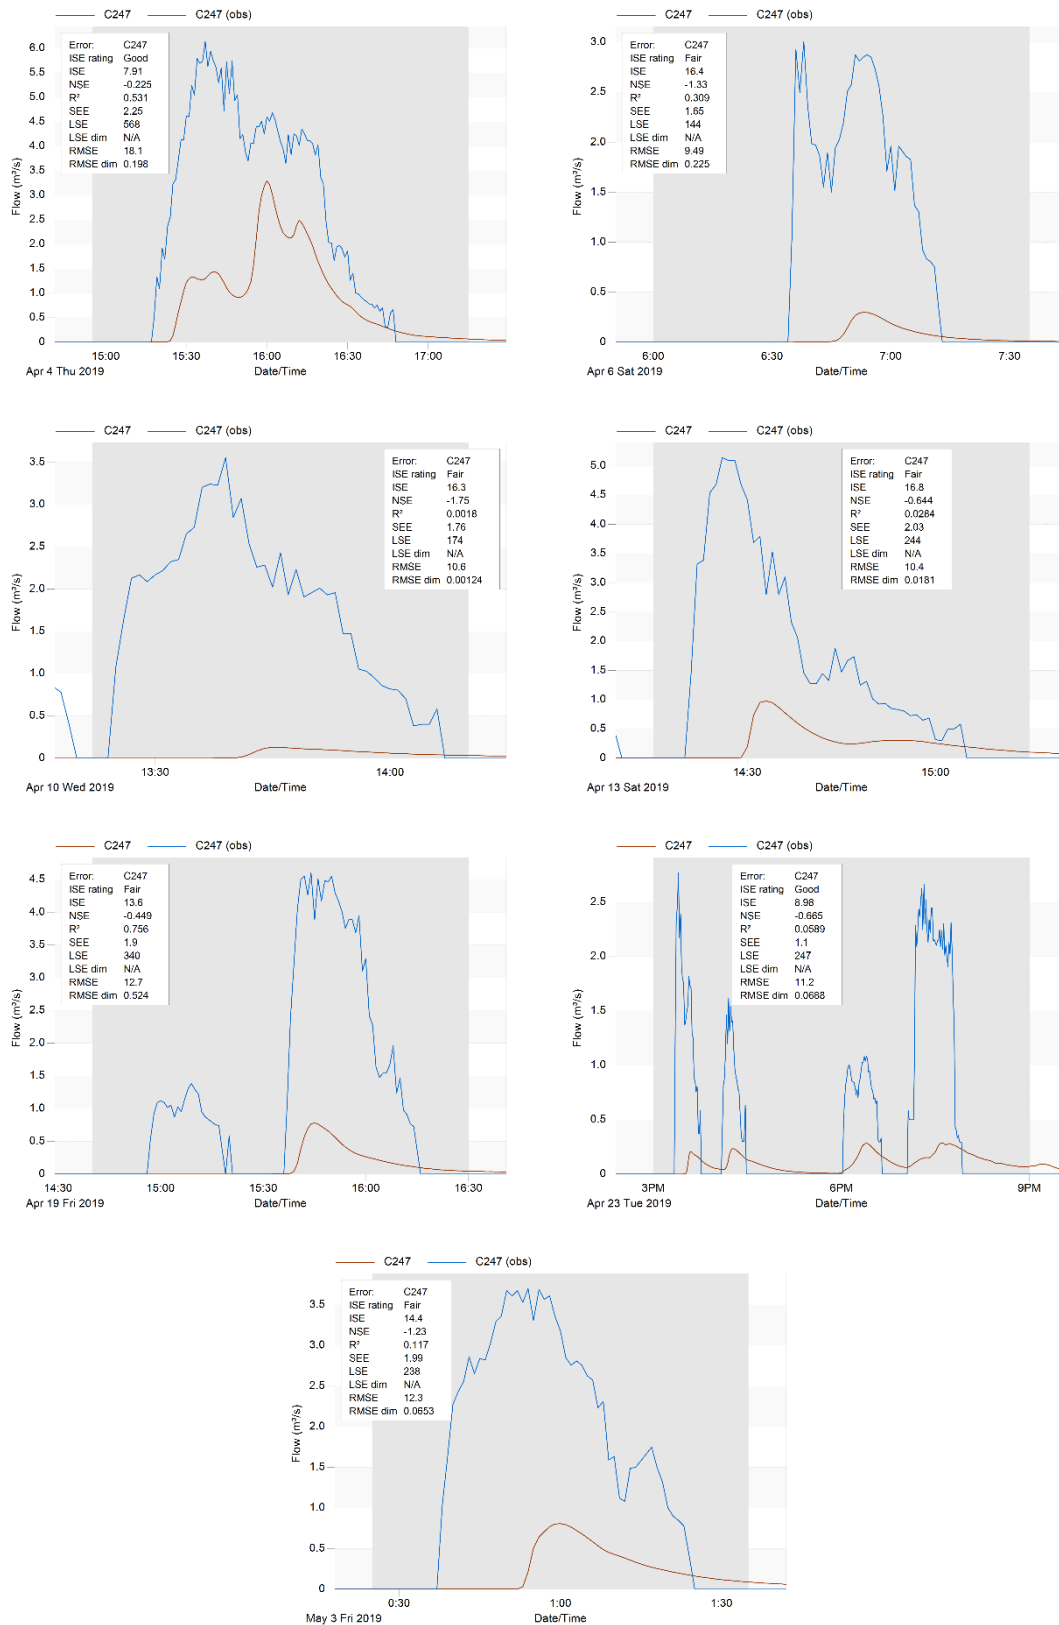 C247 C247 (obs)
Error: C247
ISE rating Good
ISE 7.91
NSE -0.225
R² 0.531
SEE 2.25
LSE 568
LSE dim N/A
RMSE 18.1
RMSE dim 0.198
Flow (m³/s)
6.0
5.5
5.0
4.5
4.0
3.5
3.0
2.5
2.0
1.5
1.0
0.5
0
15:00 15:30 16:00 16:30 17:00
Apr 4 Thu 2019 Date/Time
C247 C247 (obs)
Error: C247
ISE rating Fair
ISE 16.4
NSE -1.33
R² 0.309
SEE 1.65
LSE 144
LSE dim N/A
RMSE 9.49
RMSE dim 0.225
Flow (m³/s)
3.0
2.5
2.0
1.5
1.0
0.5
0
6:00 6:30 7:00 7:30
Apr 6 Sat 2019 Date/Time
C247 C247 (obs)
Error: C247
ISE rating Fair
ISE 16.3
NSE -1.75
R² 0.0018
SEE 1.76
LSE 174
LSE dim N/A
RMSE 10.6
RMSE dim 0.00124
Flow (m³/s)
3.5
3.0
2.5
2.0
1.5
1.0
0.5
0
13:30 14:00
Apr 10 Wed 2019 Date/Time
C247 C247 (obs)
Error: C247
ISE rating Fair
ISE 16.8
NSE -0.644
R² 0.0284
SEE 2.03
LSE 244
LSE dim N/A
RMSE 10.4
RMSE dim 0.0181
Flow (m³/s)
5.0
4.5
4.0
3.5
3.0
2.5
2.0
1.5
1.0
0.5
0
14:30 15:00
Apr 13 Sat 2019 Date/Time
C247 C247 (obs)
Error: C247
ISE rating Fair
ISE 13.6
NSE -0.449
R² 0.756
SEE 1.9
LSE 340
LSE dim N/A
RMSE 12.7
RMSE dim 0.524
Flow (m³/s)
4.5
4.0
3.5
3.0
2.5
2.0
1.5
1.0
0.5
0
14:30 15:00 15:30 16:00 16:30
Apr 19 Fri 2019 Date/Time
C247 C247 (obs)
Error: C247
ISE rating Good
ISE 8.98
NSE -0.665
R² 0.0589
SEE 1.1
LSE 247
LSE dim N/A
RMSE 11.2
RMSE dim 0.0688
Flow (m³/s)
2.5
2.0
1.5
1.0
0.5
0
3PM 6PM 9PM
Apr 23 Tue 2019 Date/Time
C247 C247 (obs)
Error: C247
ISE rating Fair
ISE 14.4
NSE -1.23
R² 0.117
SEE 1.99
LSE 238
LSE dim N/A
RMSE 12.3
RMSE dim 0.0653
Flow (m³/s)
3.5
3.0
2.5
2.0
1.5
1.0
0.5
0
0:30 1:00 1:30
May 3 Fri 2019 Date/Time